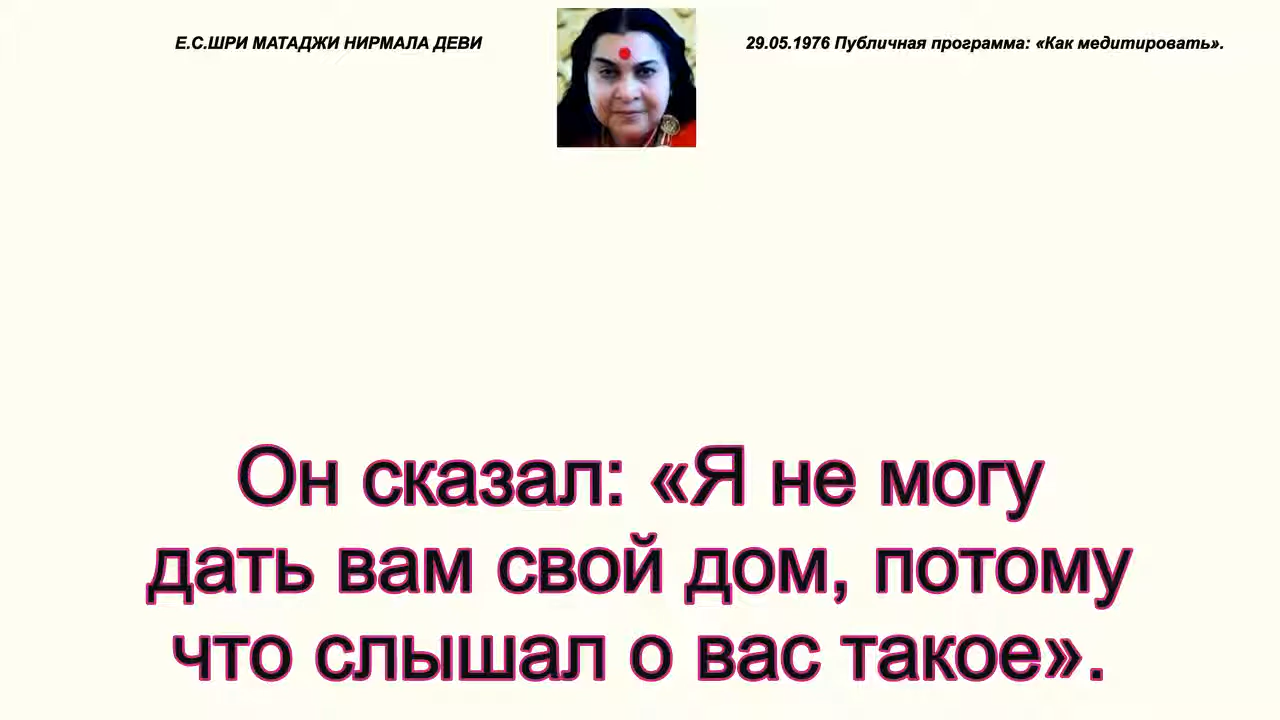 Е.С.ШРИ МАТАДЖИ НИРМАЛА ДЕВИ
29.05.1976 Публичная программа: «Как медитировать».
Он сказал: «Я не могу
дать вам свой дом, потому
что слышал о вас такое».